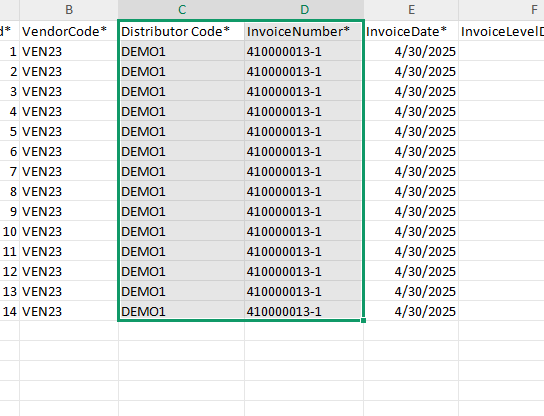 B C D E F
d* VendorCode* Distributor Code* InvoiceNumber* InvoiceDate* InvoiceLevelD
1 VEN23 DEMO1 410000013-1 4/30/2025
2 VEN23 DEMO1 410000013-1 4/30/2025
3 VEN23 DEMO1 410000013-1 4/30/2025
4 VEN23 DEMO1 410000013-1 4/30/2025
5 VEN23 DEMO1 410000013-1 4/30/2025
6 VEN23 DEMO1 410000013-1 4/30/2025
7 VEN23 DEMO1 410000013-1 4/30/2025
8 VEN23 DEMO1 410000013-1 4/30/2025
9 VEN23 DEMO1 410000013-1 4/30/2025
10 VEN23 DEMO1 410000013-1 4/30/2025
11 VEN23 DEMO1 410000013-1 4/30/2025
12 VEN23 DEMO1 410000013-1 4/30/2025
13 VEN23 DEMO1 410000013-1 4/30/2025
14 VEN23 DEMO1 410000013-1 4/30/2025